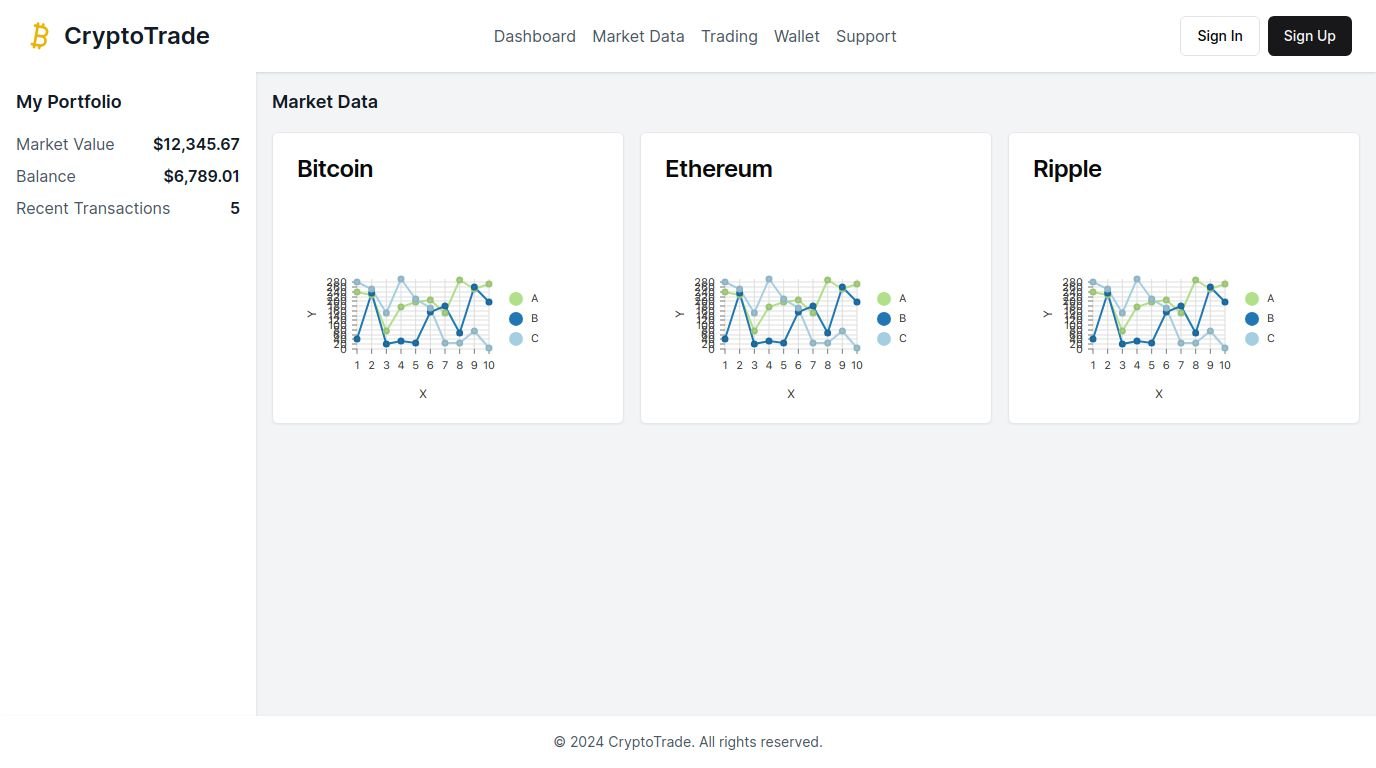 CryptoTrade
Dashboard Market Data Trading Wallet Support
Sign In
Sign Up
My Portfolio
Market Value $12,345.67
Balance $6,789.01
Recent Transactions 5
Market Data
Bitcoin
280
0
Y
A
B
C
1 2 3 4 5 6 7 8 9 10
X
Ethereum
280
0
Y
A
B
C
1 2 3 4 5 6 7 8 9 10
X
Ripple
280
0
Y
A
B
C
1 2 3 4 5 6 7 8 9 10
X
© 2024 CryptoTrade. All rights reserved.